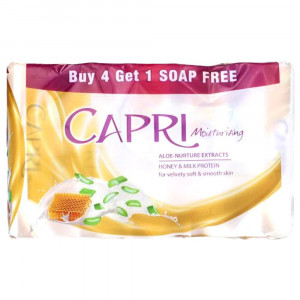 Buy 4 Get 1 SOAP FREE
CAPRI
CAPRI
Moisturising
ALOE NURTURE EXTRACTS
HONEY & MILK PROTEIN
for velvety soft & smooth skin